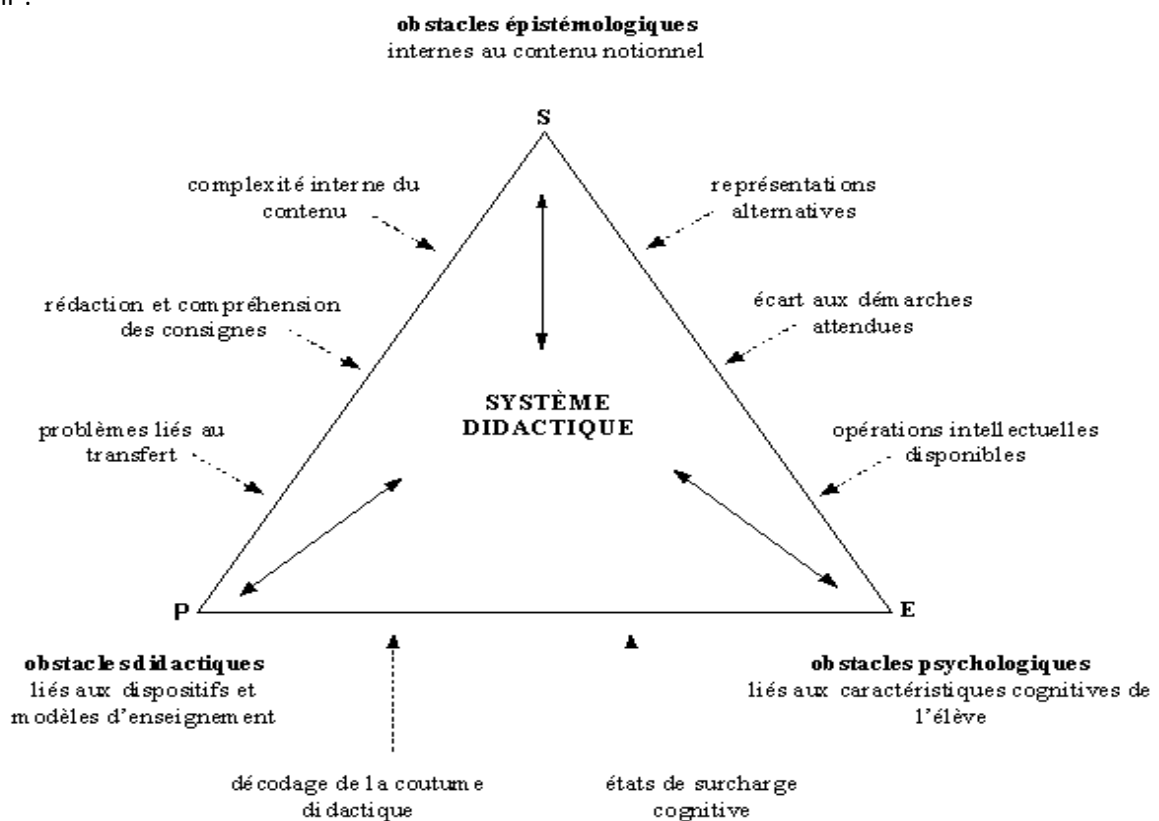 obstacles épistémologiques
internes au contenu notionnel
S
complexité interne du
contenu
représentations
alternatives
rédaction et compréhension
des consignes
écart aux démarches
attendues
SYSTÈME
DIDACTIQUE
problèmes liés au
transfert
opérations intellectuelles
disponibles
P
E
obstacles didactiques
liés aux dispositifs et
modèles d'enseignement
obstacles psychologiques
liés aux caractéristiques cognitives de
l'élève
décodage de la coutume
didactique
états de surcharge
cognitive